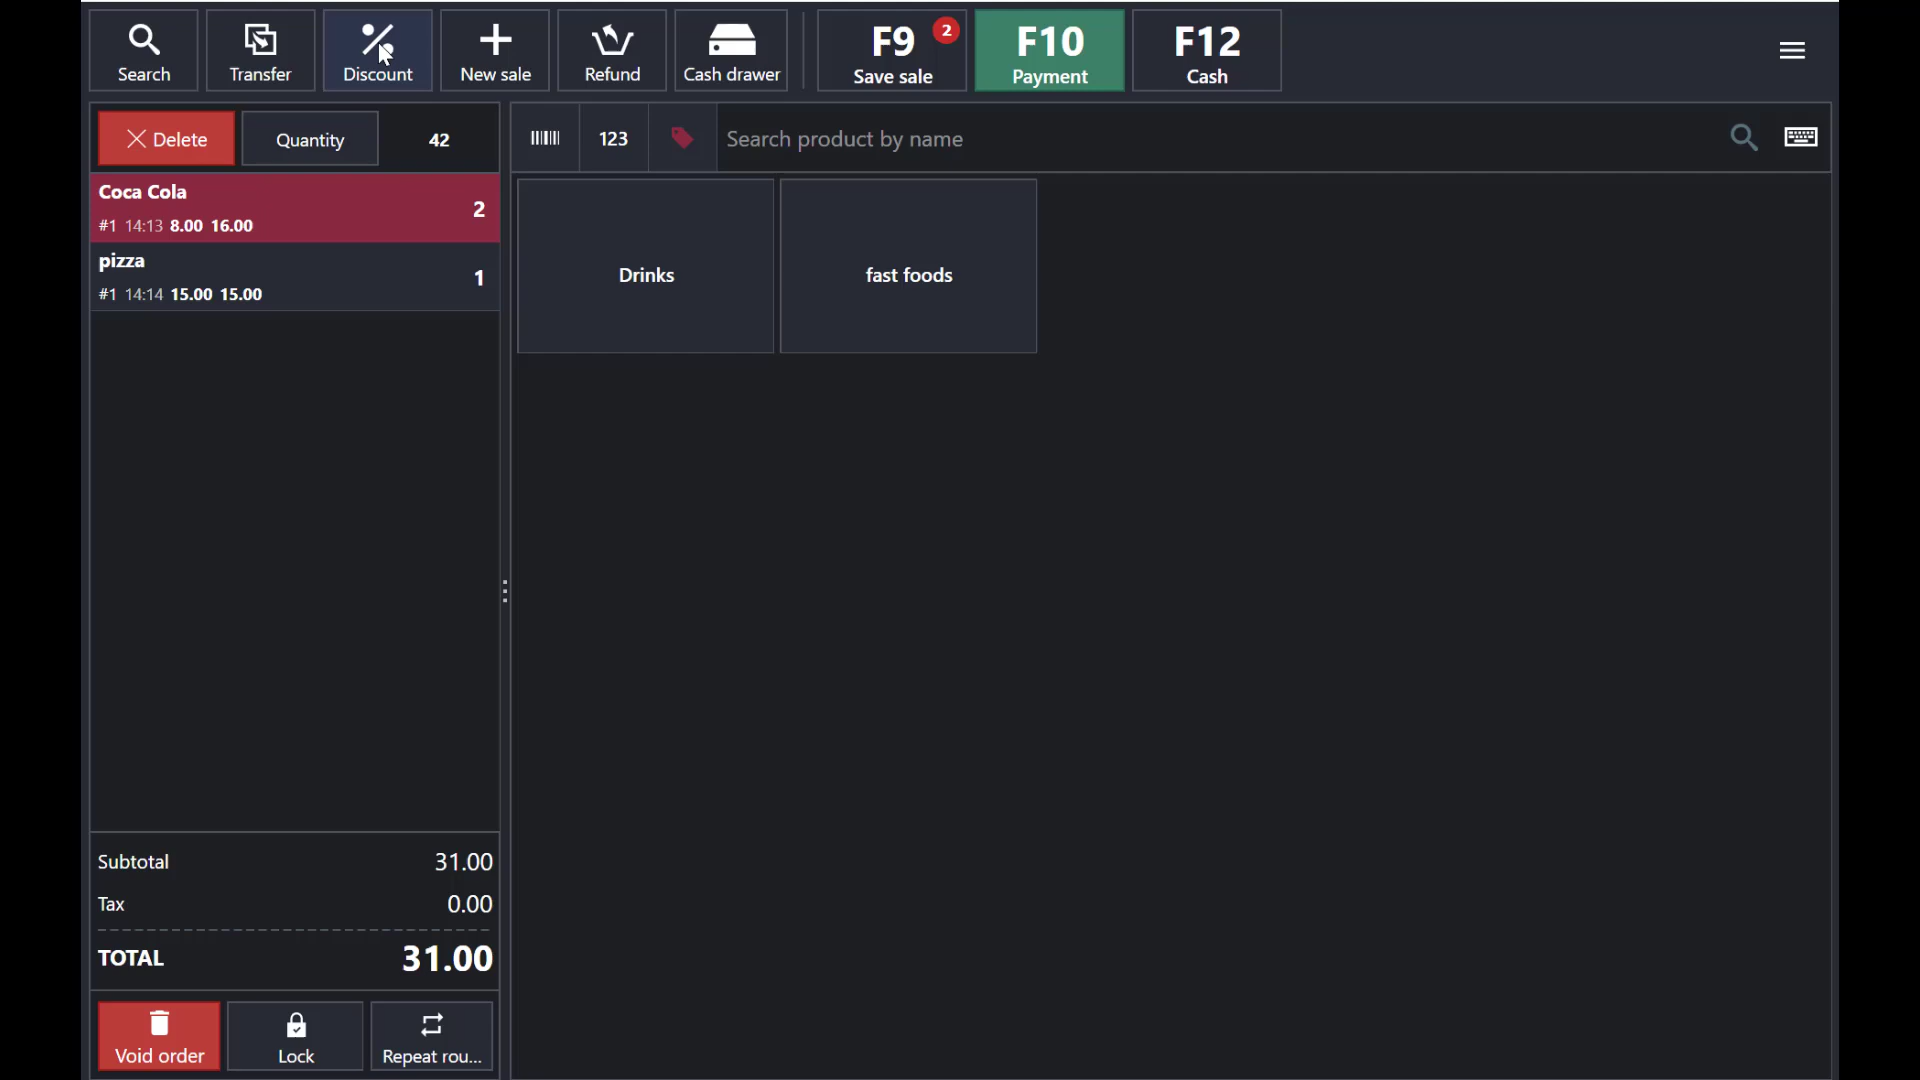 Search
Transfer
Discount
New sale
Refund
Cash drawer
F9
2
Save sale
F10
Payment
F12
Cash
Delete
Quantity
42
123
Search product by name
Coca Cola
2
#1 14:13 8.00 16.00
pizza
1
#1 14:14 15.00 15.00
Drinks
fast foods
Subtotal
31.00
Tax
0.00
TOTAL
31.00
Void order
Lock
Repeat rou...